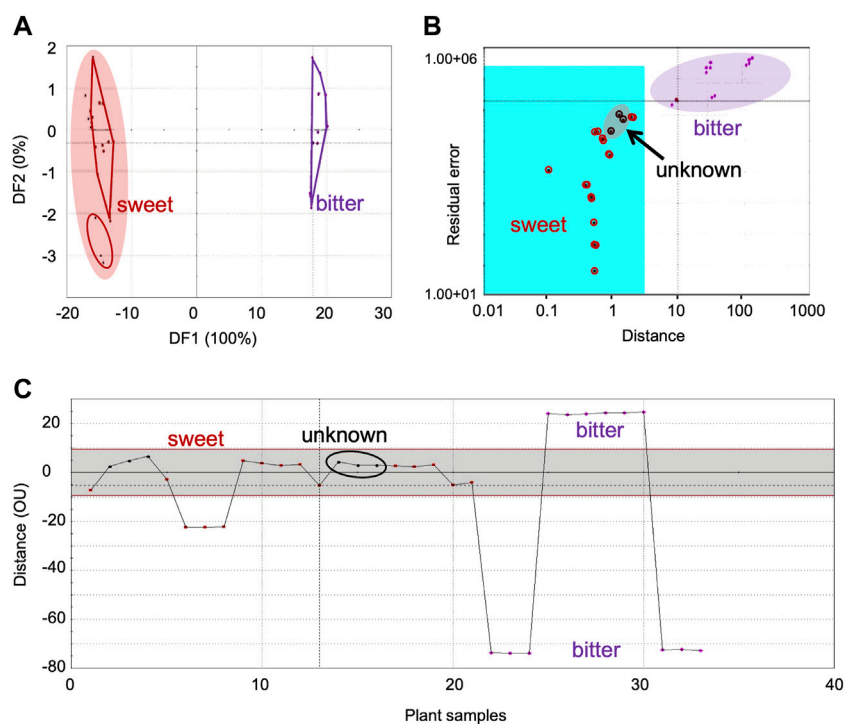 A
2
1
0
-1
-2
-3
DF2 (0%)
sweet
bitter
-20
-10
0
10
20
30
DF1 (100%)
B
1.00+06
1.00+01
Residual error
bitter
unknown
sweet
0.01
0.1
1
10
100
1000
Distance
C
20
0
-20
-40
-60
-80
Distance (OU)
sweet
unknown
bitter
bitter
0
10
20
30
40
Plant samples